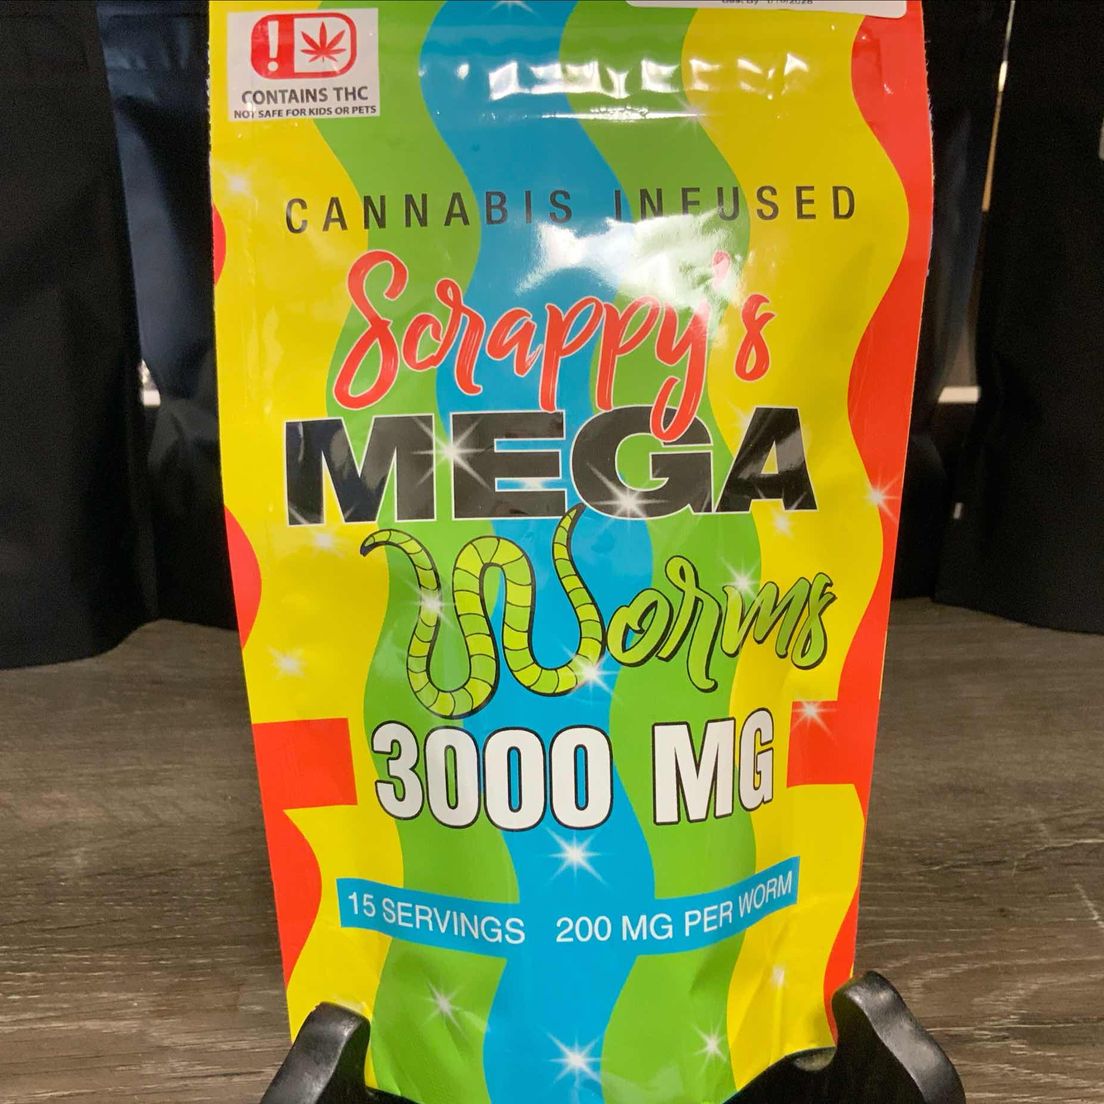 CONTAINS THC
NOT SAFE FOR KIDS OR PETS
CANNABIS INFUSED
Scrappy's
MEGA
Worms
3000 MG
15 SERVINGS 200 MG PER WORM